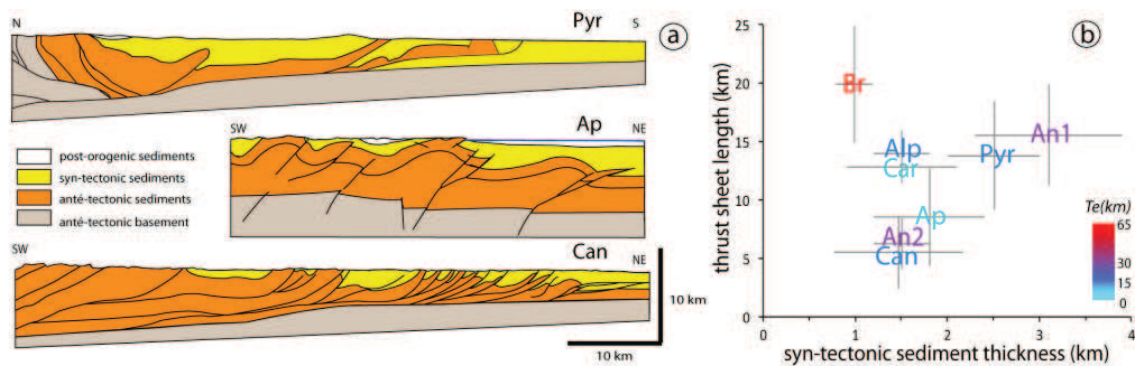 N
Pyr
S
a
SW
Ap
NE
post-orogenic sediments
syn-tectonic sediments
anté-tectonic sediments
anté-tectonic basement
SW
Can
NE
10 km
10 km
b
thrust sheet length (km)
25
20
15
10
5
0
Br
An1
Alp
Pyr
Car
Ap
An2
Can
Te(km)
65
30
15
0
0 1 2 3 4
syn-tectonic sediment thickness (km)